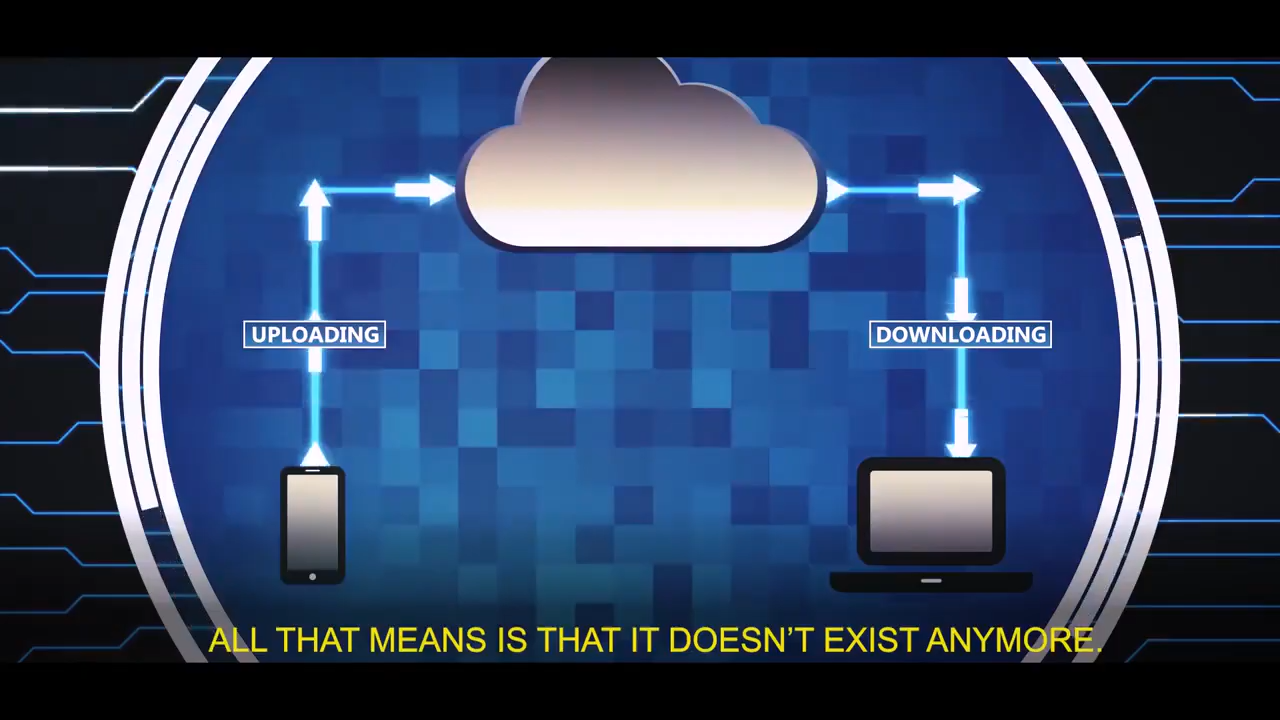 UPLOADING
DOWNLOADING
ALL THAT MEANS IS THAT IT DOESN’T EXIST ANYMORE.